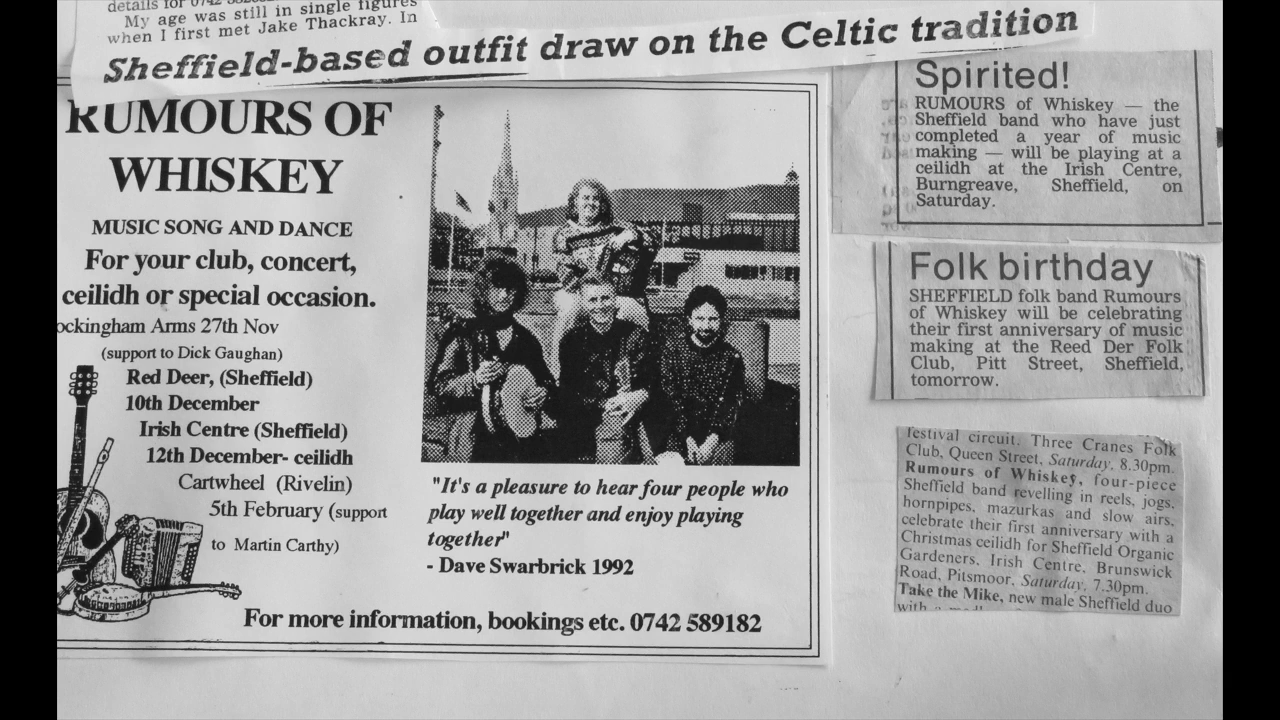 details for 0742
My age was still in single figures
when I first met Jake Thackray. In
Sheffield-based outfit draw on the Celtic tradition
RUMOURS OF
WHISKEY
MUSIC SONG AND DANCE
For your club, concert,
ceilidh or special occasion.
ockingham Arms 27th Nov
(support to Dick Gaughan)
Red Deer, (Sheffield)
10th December
Irish Centre (Sheffield)
12th December- ceilidh
Cartwheel (Rivelin)
5th February (support
to Martin Carthy)
"It's a pleasure to hear four people who
play well together and enjoy playing
together"
- Dave Swarbrick 1992
For more information, bookings etc. 0742 589182
Spirited!
RUMOURS of Whiskey — the
Sheffield band who have just
completed a year of music
making — will be playing at a
ceilidh at the Irish Centre,
Burngreave, Sheffield, on
Saturday.
Folk birthday
SHEFFIELD folk band Rumours
of Whiskey will be celebrating
their first anniversary of music
making at the Reed Der Folk
Club, Pitt Street, Sheffield,
tomorrow.
festival circuit. Three Cranes Folk
Club, Queen Street, Saturday, 8.30pm.
Rumours of Whiskey, four-piece
Sheffield band revelling in reels, jogs,
hornpipes, mazurkas and slow airs,
celebrate their first anniversary with a
Christmas ceilidh for Sheffield Organic
Gardeners. Irish Centre, Brunswick
Road, Pitsmoor, Saturday, 7.30pm.
Take the Mike, new male Sheffield duo
with a